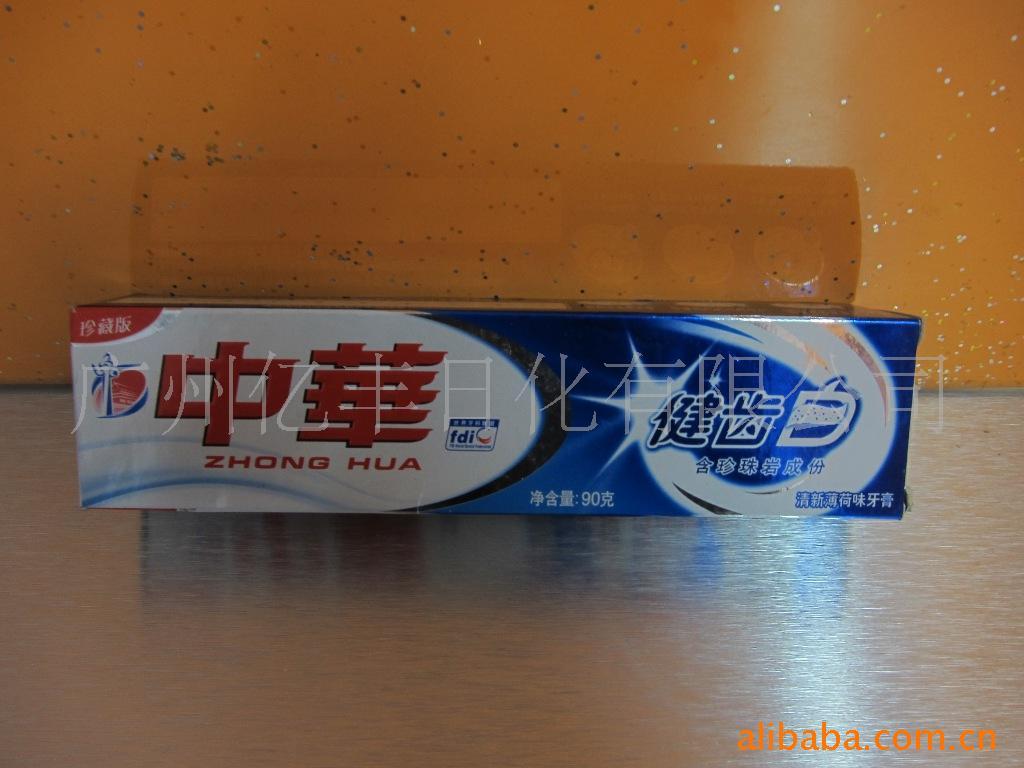 珍藏版
中華
ZHONG HUA
fdi
净含量: 90克
健齿白
含珍珠岩成份
清新薄荷味牙膏
广州亿丰日化有限公司
alibaba.com.cn